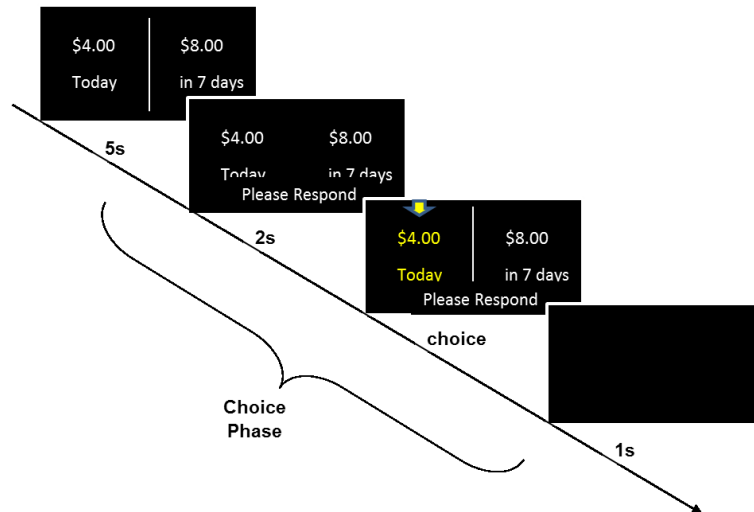 $4.00 $8.00
Today in 7 days
5s
$4.00 $8.00
Today in 7 days
Please Respond
2s
$4.00 $8.00
Today in 7 days
Please Respond
choice
Choice
Phase
1s